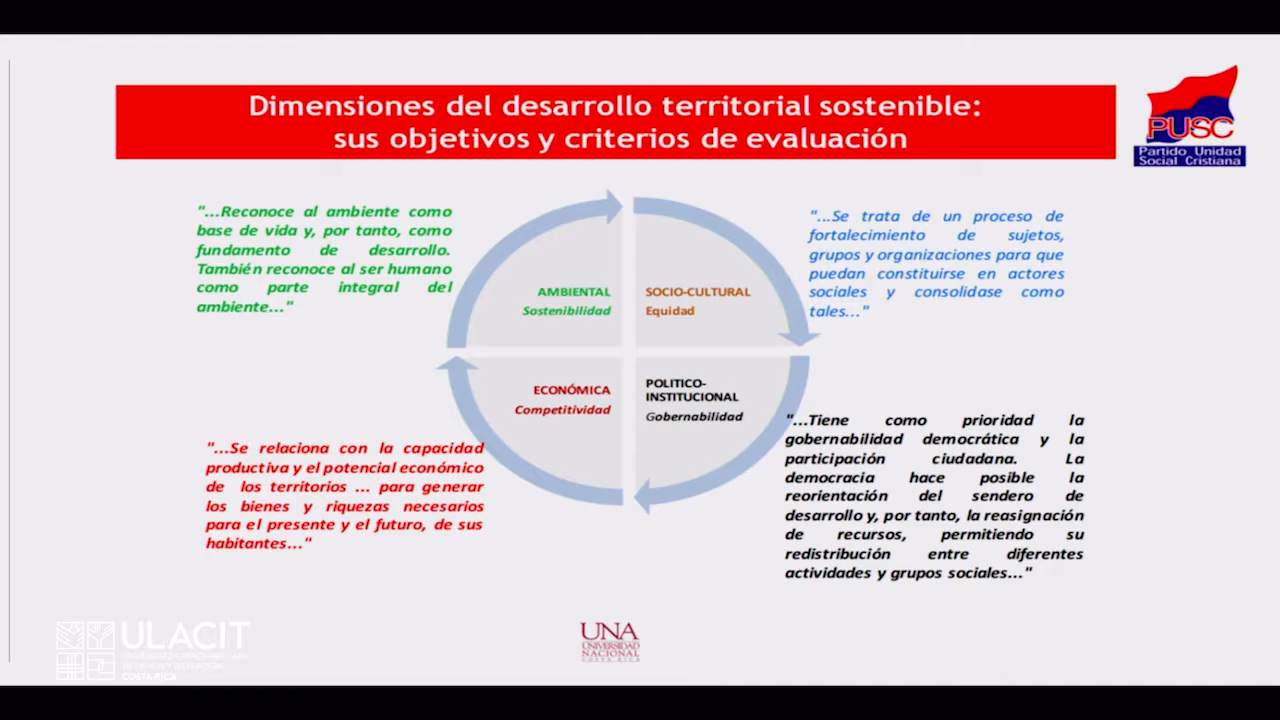 Dimensiones del desarrollo territorial sostenible:
sus objetivos y criterios de evaluación
PUSC
Partido Unidad
Social Cristiana
"...Reconoce al ambiente como
base de vida y, por tanto, como
fundamento de desarrollo.
También reconoce al ser humano
como parte integral del
ambiente..."
"...Se trata de un proceso de
fortalecimiento de sujetos,
grupos y organizaciones para que
puedan constituirse en actores
sociales y consolidase como
tales..."
AMBIENTAL
Sostenibilidad
SOCIO-CULTURAL
Equidad
ECONÓMICA
Competitividad
POLITICO-
INSTITUCIONAL
Gobernabilidad
"...Se relaciona con la capacidad
productiva y el potencial económico
de los territorios ... para generar
los bienes y riquezas necesarios
para el presente y el futuro, de sus
habitantes..."
"...Tiene como prioridad la
gobernabilidad democrática y la
participación ciudadana. La
democracia hace posible la
reorientación del sendero de
desarrollo y, por tanto, la reasignación
de recursos, permitiendo su
redistribución entre diferentes
actividades y grupos sociales..."
ULACIT
COSTA RICA
UNA
UNIVERSIDAD
NACIONAL
COSTA RICA